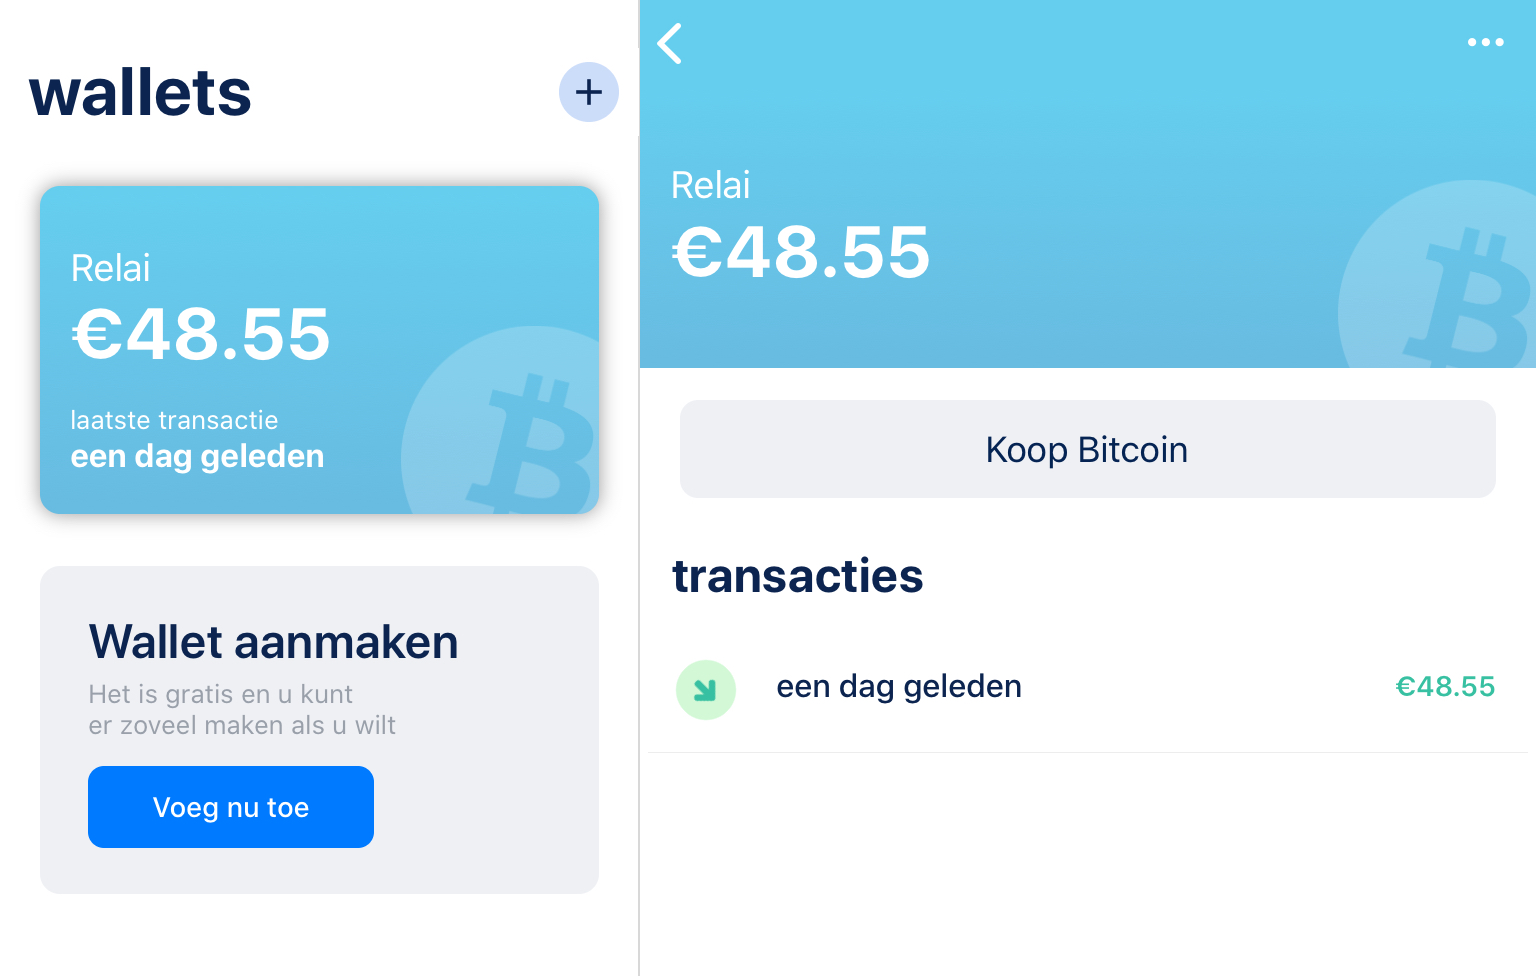 wallets
Relai
€48.55
laatste transactie
een dag geleden
Wallet aanmaken
Het is gratis en u kunt
er zoveel maken als u wilt
Voeg nu toe
Relai
€48.55
Koop Bitcoin
transacties
een dag geleden €48.55